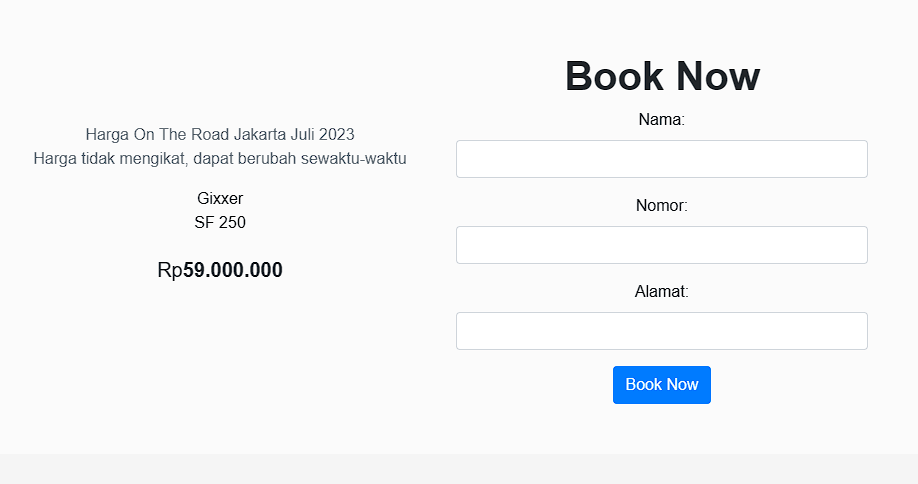 Harga On The Road Jakarta Juli 2023
Harga tidak mengikat, dapat berubah sewaktu-waktu
Gixxer
SF 250
Rp59.000.000
Book Now
Nama:
Nomor:
Alamat:
Book Now